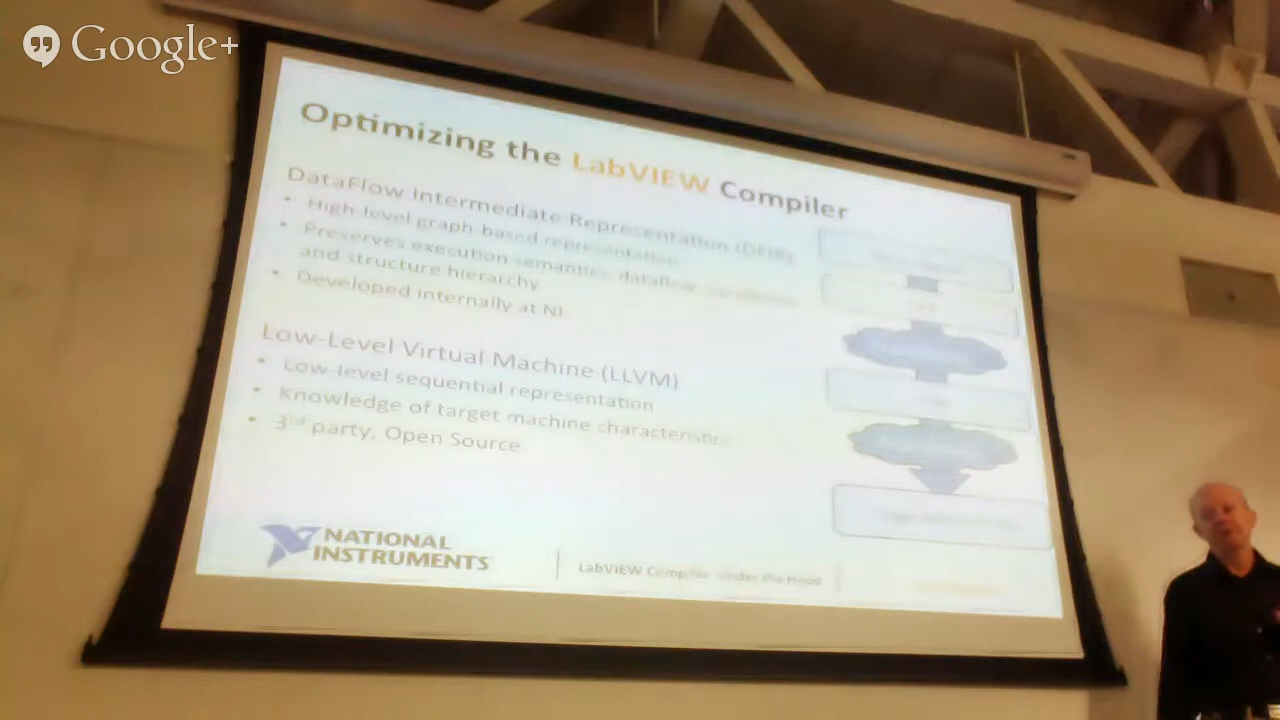 Google+
Optimizing the LabVIEW Compiler
DataFlow Intermediate Representation (DFIR)
• High-level graph based representation
• Preserves execution semantics, dataflow,
and structure hierarchy
• Developed internally at NI
Low-Level Virtual Machine (LLVM)
• Low-level sequential representation
• Knowledge of target machine characteristics
• 3rd party, Open Source
NATIONAL
INSTRUMENTS
LabVIEW Compiler under the Hood